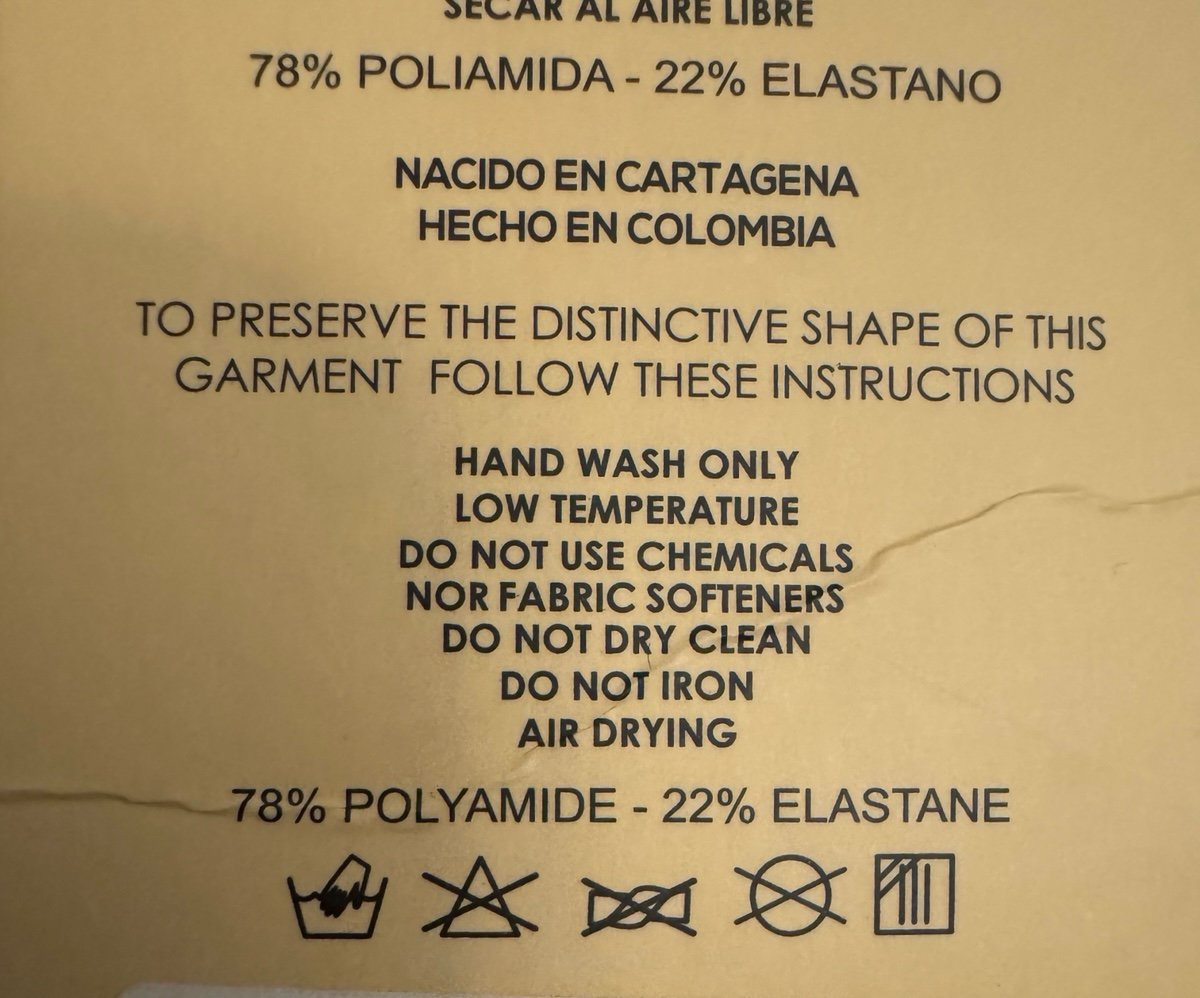 SECAR AL AIRE LIBRE
78% POLIAMIDA - 22% ELASTANO
NACIDO EN CARTAGENA
HECHO EN COLOMBIA
TO PRESERVE THE DISTINCTIVE SHAPE OF THIS
GARMENT FOLLOW THESE INSTRUCTIONS
HAND WASH ONLY
LOW TEMPERATURE
DO NOT USE CHEMICALS
NOR FABRIC SOFTENERS
DO NOT DRY CLEAN
DO NOT IRON
AIR DRYING
78% POLYAMIDE - 22% ELASTANE